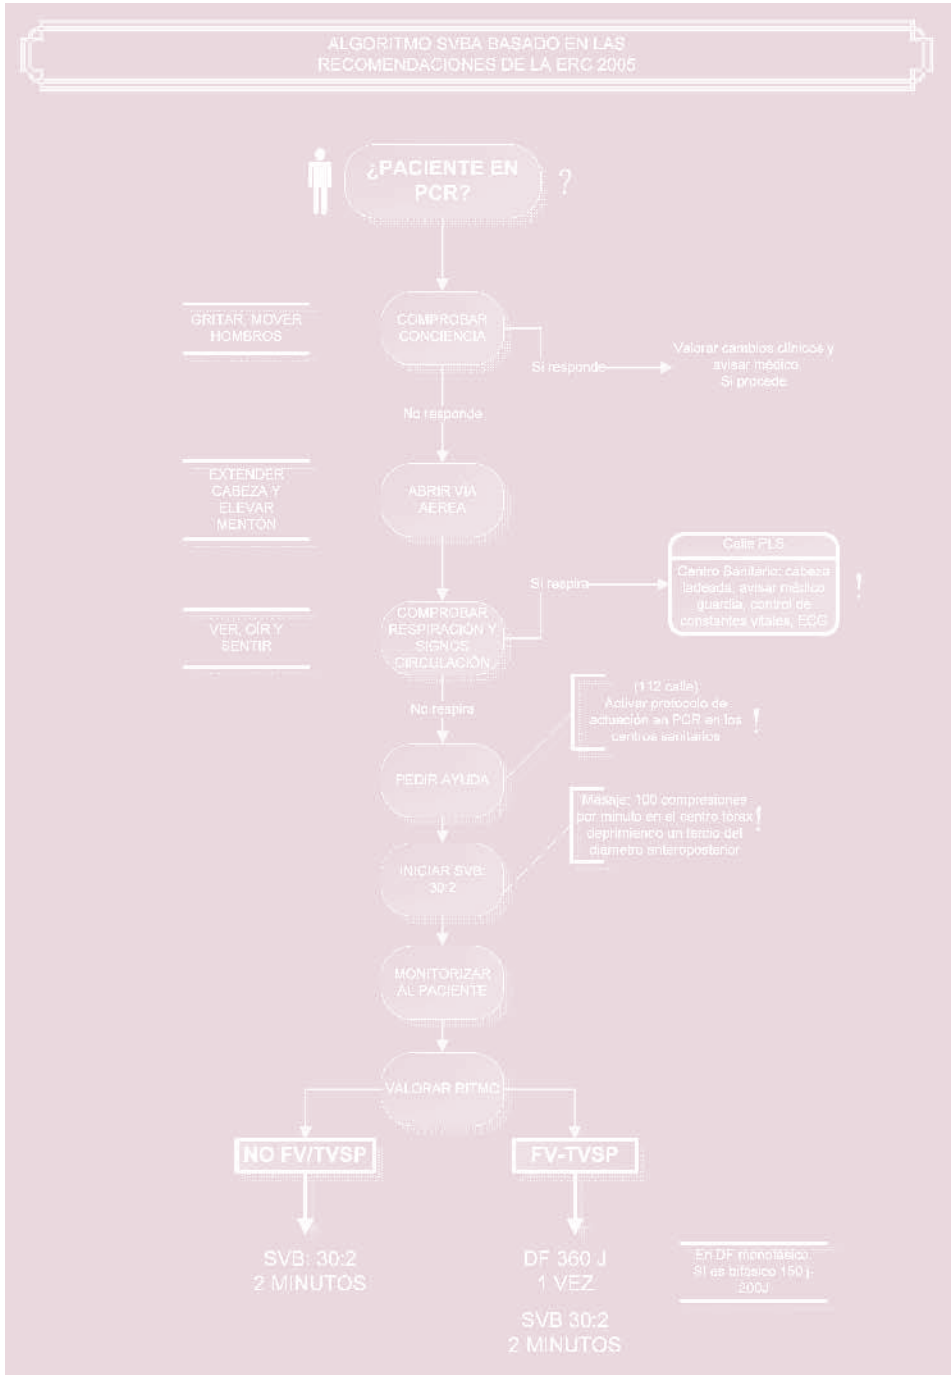 ALGORITMO SVBA BASADO EN LAS
RECOMENDACIONES DE LA ERC 2005
¿PACIENTE EN
PCR?
?
GRITAR, MOVER
HOMBROS
COMPROBAR
CONCIENCIA
Si responde
Valorar cambios clínicos y
avisar médico
Si procede
No responde
EXTENDER
CABEZA Y
ELEVAR
MENTÓN
ABRIR VIA
AEREA
Calle PLS
Centro Sanitario: cabeza
ladeada, avisar médico
guardia, control de
constantes vitales, ECG
!
Si respira
VER, OÍR Y
SENTIR
COMPROBAR
RESPIRACIÓN Y
SIGNOS
CIRCULACIÓN
No respira
(112 calle)
Activar protocolo de
actuación en PCR en los
centros sanitarios
!
PEDIR AYUDA
Masaje: 100 compresiones
por minuto en el centro tórax
deprimiendo un tercio del
diámetro anteroposterior
!
INICIAR SVB:
30:2
MONITORIZAR
AL PACIENTE
VALORAR RITMO
NO FV/TVSP
FV-TVSP
SVB: 30:2
2 MINUTOS
DF 360 J
1 VEZ
En DF monofásico.
SI es bifásico 150 j-
200J
SVB 30:2
2 MINUTOS